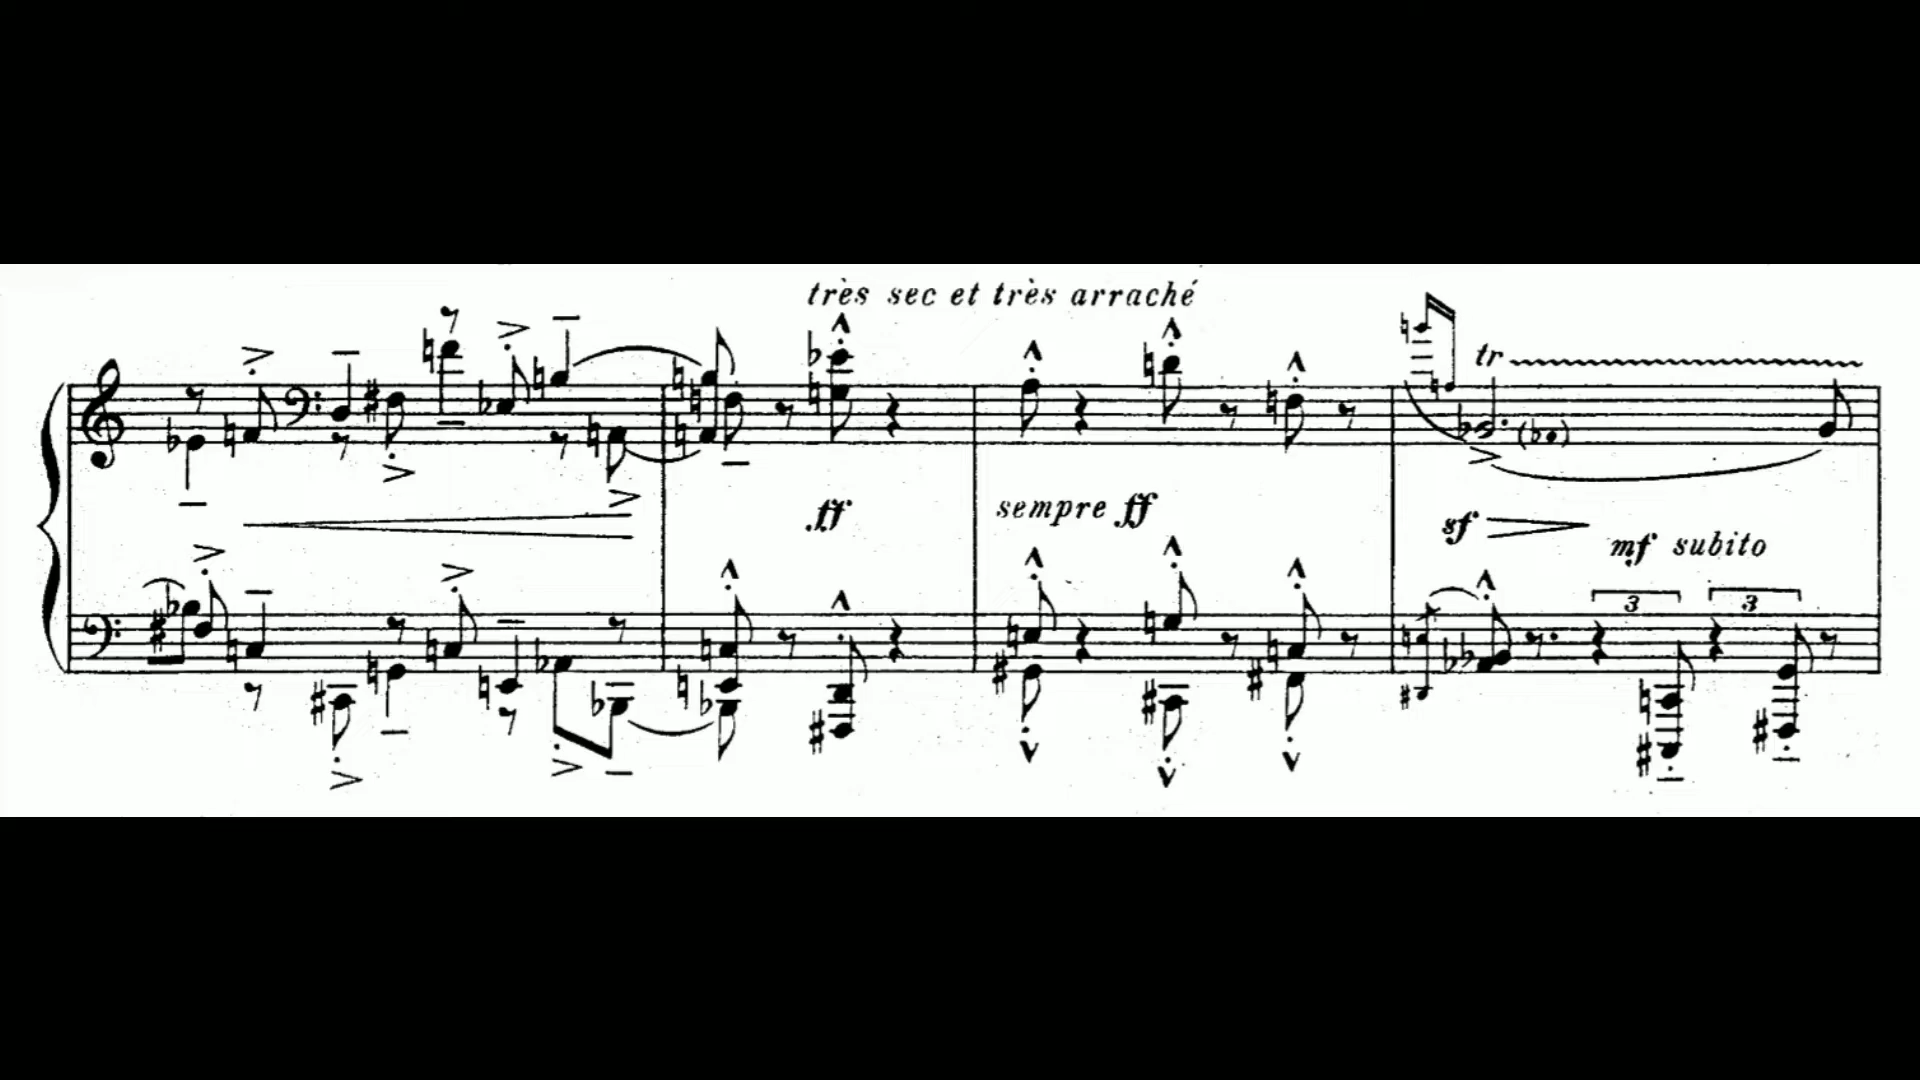 très sec et très arraché
tr
ff
sempre ff
sf
mf subito
3
3